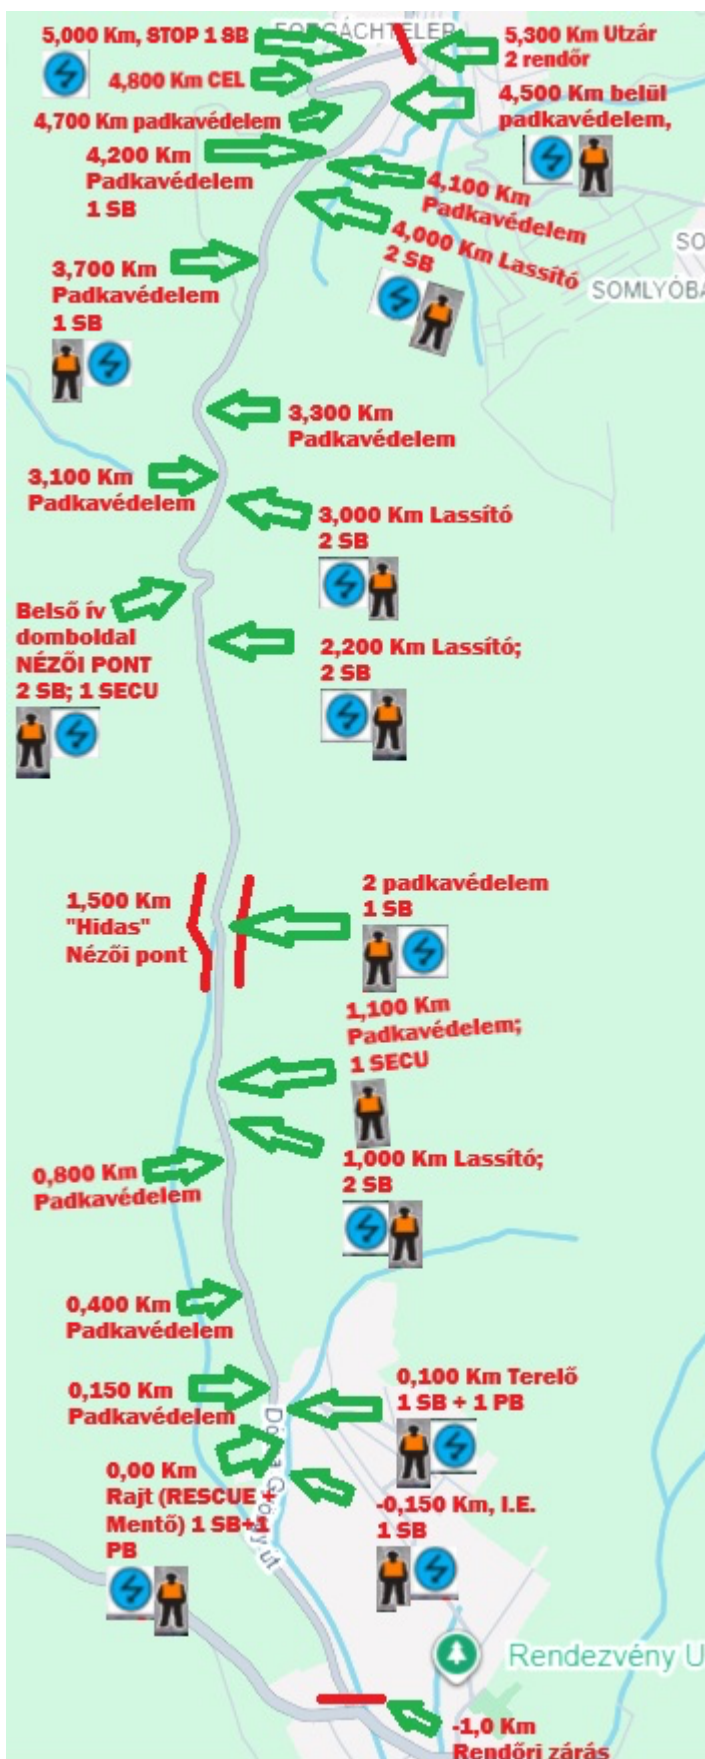 FORGÁCHTELEP
5,000 Km, STOP 1 SB
5,300 Km Utzár
2 rendőr
4,800 Km CEL
4,500 Km belül
padkavédelem,
4,700 Km padkavédelem
4,200 Km
Padkavédelem
1 SB
4,100 Km
Padkavédelem
4,000 Km Lassító
2 SB
SO
SOMLYÓBÁ
3,700 Km
Padkavédelem
1 SB
3,300 Km
Padkavédelem
3,100 Km
Padkavédelem
3,000 Km Lassító
2 SB
Belső ív
domboldal
NÉZŐI PONT
2 SB; 1 SECU
2,200 Km Lassító;
2 SB
1,500 Km
"Hidas"
Nézői pont
2 padkavédelem
1 SB
1,100 Km
Padkavédelem;
1 SECU
1,000 Km Lassító;
2 SB
0,800 Km
Padkavédelem
0,400 Km
Padkavédelem
0,150 Km
Padkavédelem
0,100 Km Terelő
1 SB + 1 PB
0,00 Km
Rajt (RESCUE +
Mentő) 1 SB+1
PB
-0,150 Km, I.E.
1 SB
Rendezvény U
-1,0 Km
Rendőri zárás